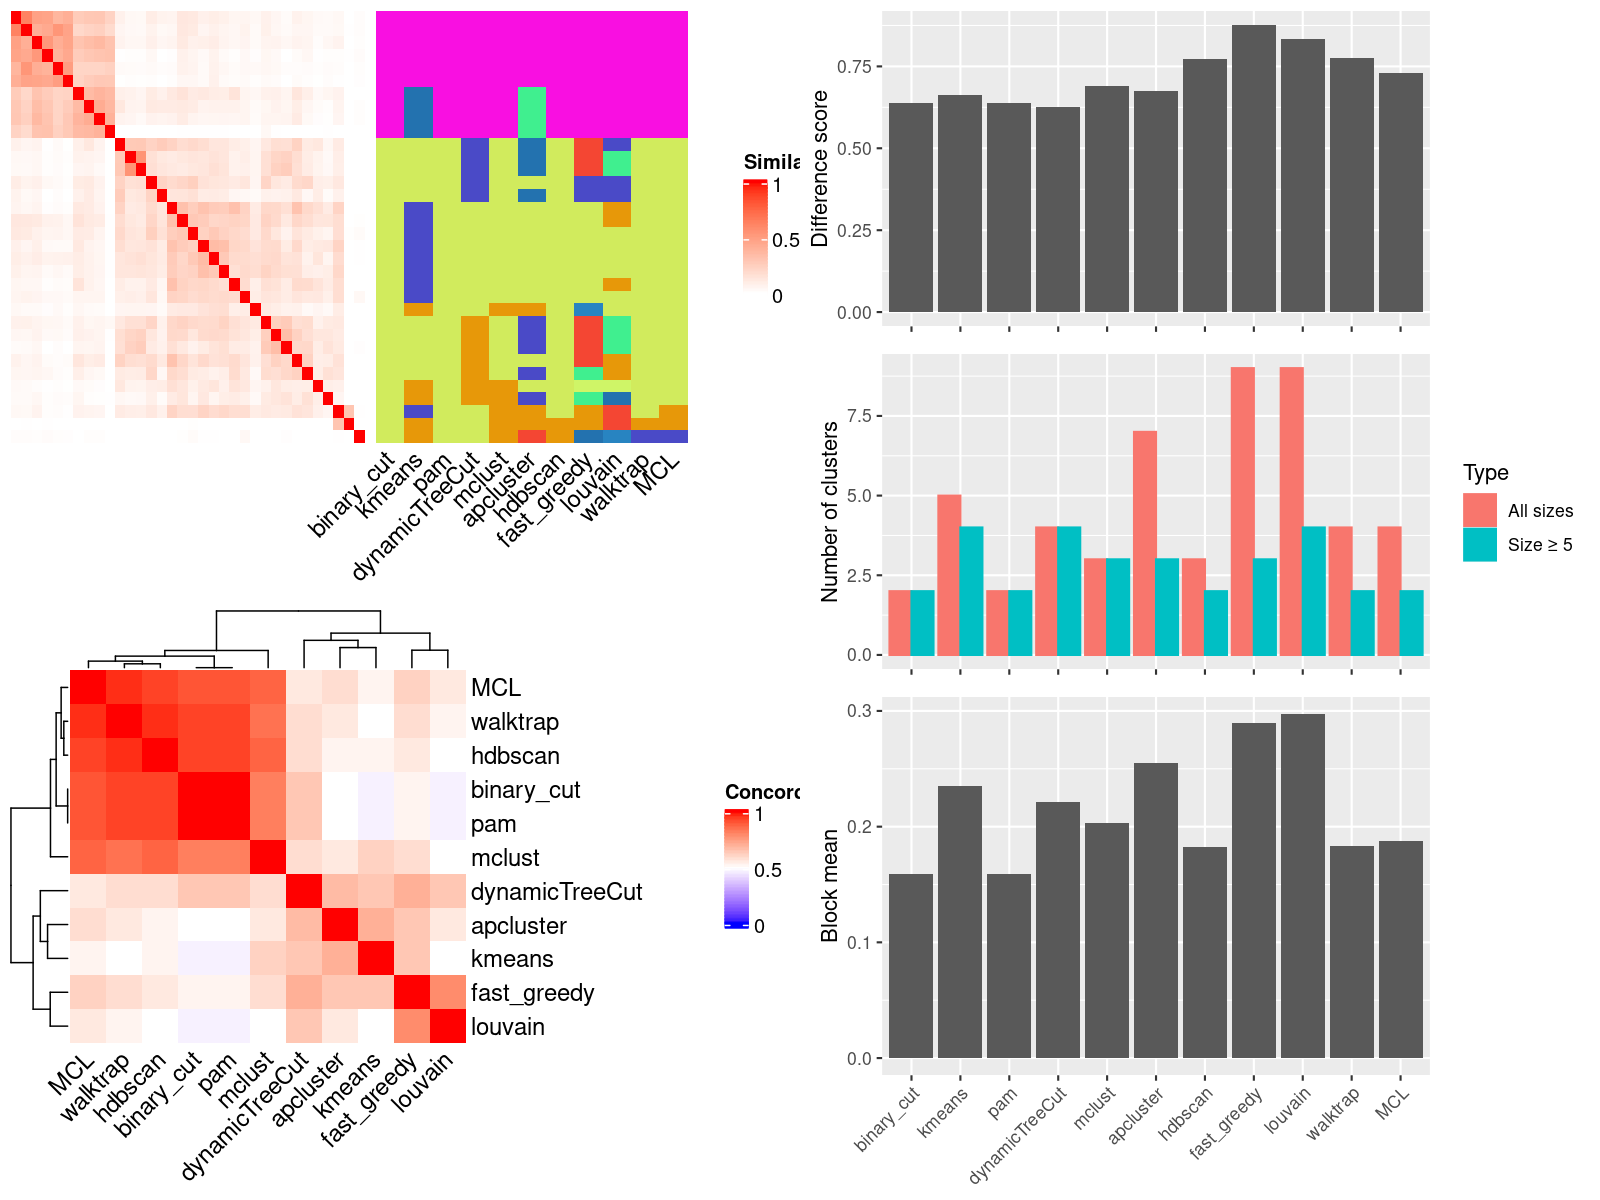 Simila
1
0.5
0
binary_cut
kmeans
pam
dynamicTreeCut
mclust
apcluster
hdbscan
fast_greedy
louvain
walktrap
MCL
Difference score
0.75
0.50
0.25
0.00
Number of clusters
7.5
5.0
2.5
0.0
Type
All sizes
Size ≥ 5
MCL
walktrap
hdbscan
binary_cut
pam
mclust
dynamicTreeCut
apcluster
kmeans
fast_greedy
louvain
MCL
walktrap
hdbscan
binary_cut
pam
mclust
dynamicTreeCut
apcluster
kmeans
fast_greedy
louvain
Concord
1
0.5
0
Block mean
0.3
0.2
0.1
0.0
binary_cut
kmeans
pam
dynamicTreeCut
mclust
apcluster
hdbscan
fast_greedy
louvain
walktrap
MCL